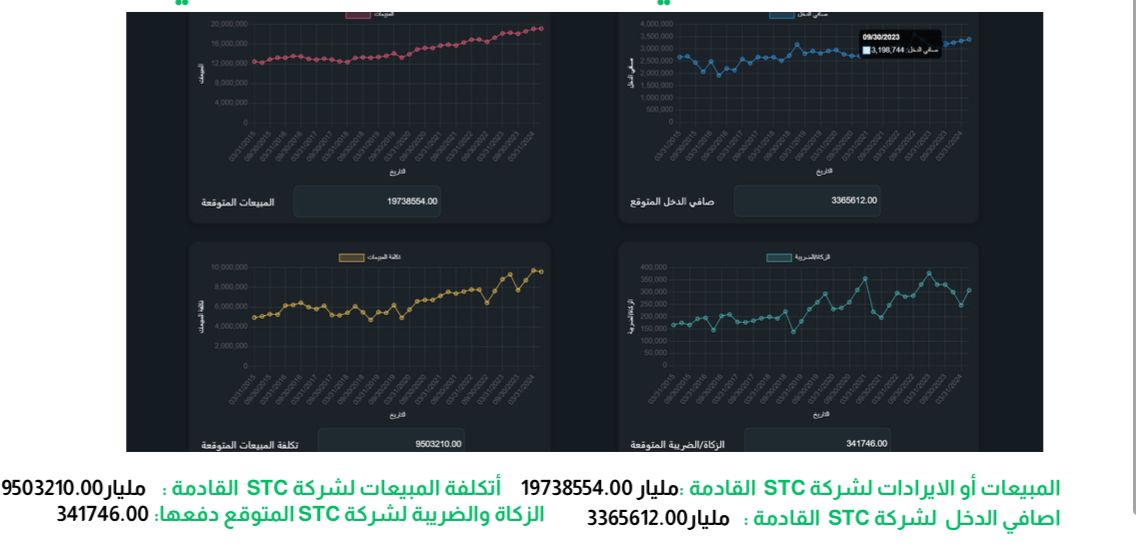 المبيعات
20,000,000
16,000,000
12,000,000
8,000,000
4,000,000
0
المبيعات
03/31/2015
09/30/2015
03/31/2016
09/30/2016
03/31/2017
09/30/2017
03/31/2018
09/30/2018
03/31/2019
09/30/2019
03/31/2020
09/30/2020
03/31/2021
09/30/2021
03/31/2022
09/30/2022
03/31/2023
09/30/2023
03/31/2024
التاريخ
المبيعات المتوقعة
19738554.00
صافي الدخل
4,000,000
3,500,000
3,000,000
2,500,000
2,000,000
1,500,000
1,000,000
500,000
0
صافي الدخل
09/30/2023
صافي الدخل: 3,198,744
التاريخ
صافي الدخل المتوقع
3365612.00
تكلفة المبيعات
10,000,000
8,000,000
6,000,000
4,000,000
2,000,000
0
تكلفة المبيعات
التاريخ
تكلفة المبيعات المتوقعة
9503210.00
الزكاة/الضريبة
400,000
350,000
300,000
250,000
200,000
150,000
100,000
50,000
0
الزكاة/الضريبة
التاريخ
الزكاة/الضريبة المتوقعة
341746.00
المبيعات أو الايرادات لشركة STC القادمة :مليار 19738554.00
أتكلفة المبيعات لشركة STC القادمة : مليار9503210.00
اصافي الدخل لشركة STC القادمة : مليار3365612.00
الزكاة والضريبة لشركة STC المتوقع دفعها: 341746.00